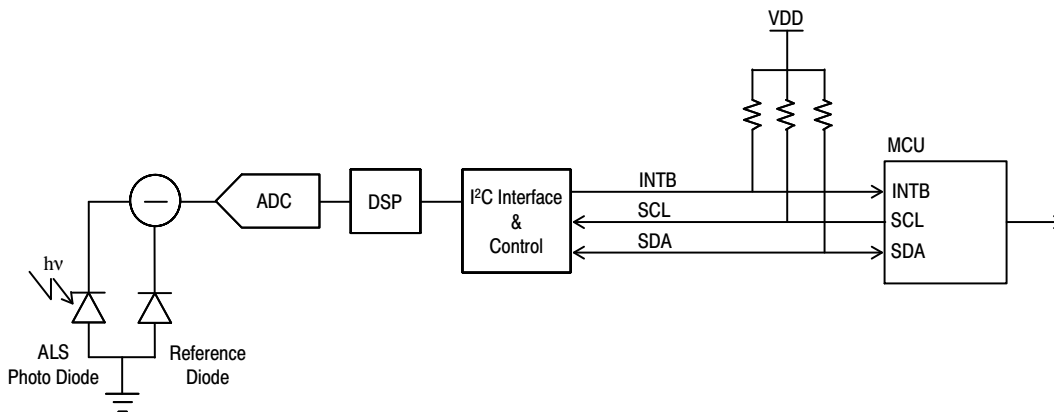 VDD
MCU
ADC
DSP
I²C Interface
&
Control
INTB
SCL
SDA
INTB
SCL
SDA
hν
ALS
Photo Diode
Reference
Diode